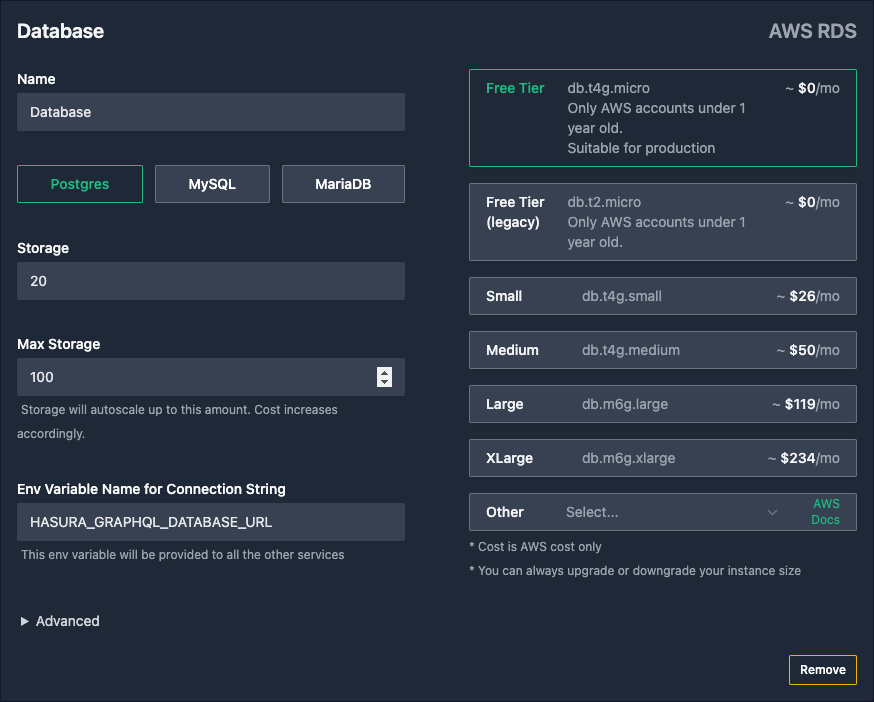 Database
AWS RDS
Name
Database
Postgres
MySQL
MariaDB
Storage
20
Max Storage
100
Storage will autoscale up to this amount. Cost increases
accordingly.
Env Variable Name for Connection String
HASURA_GRAPHQL_DATABASE_URL
This env variable will be provided to all the other services
Advanced
Free Tier db.t4g.micro ~ $0/mo
Only AWS accounts under 1
year old.
Suitable for production
Free Tier db.t2.micro ~ $0/mo
(legacy) Only AWS accounts under 1
year old.
Small db.t4g.small ~ $26/mo
Medium db.t4g.medium ~ $50/mo
Large db.m6g.large ~ $119/mo
XLarge db.m6g.xlarge ~ $234/mo
Other Select... AWS
Docs
* Cost is AWS cost only
* You can always upgrade or downgrade your instance size
Remove